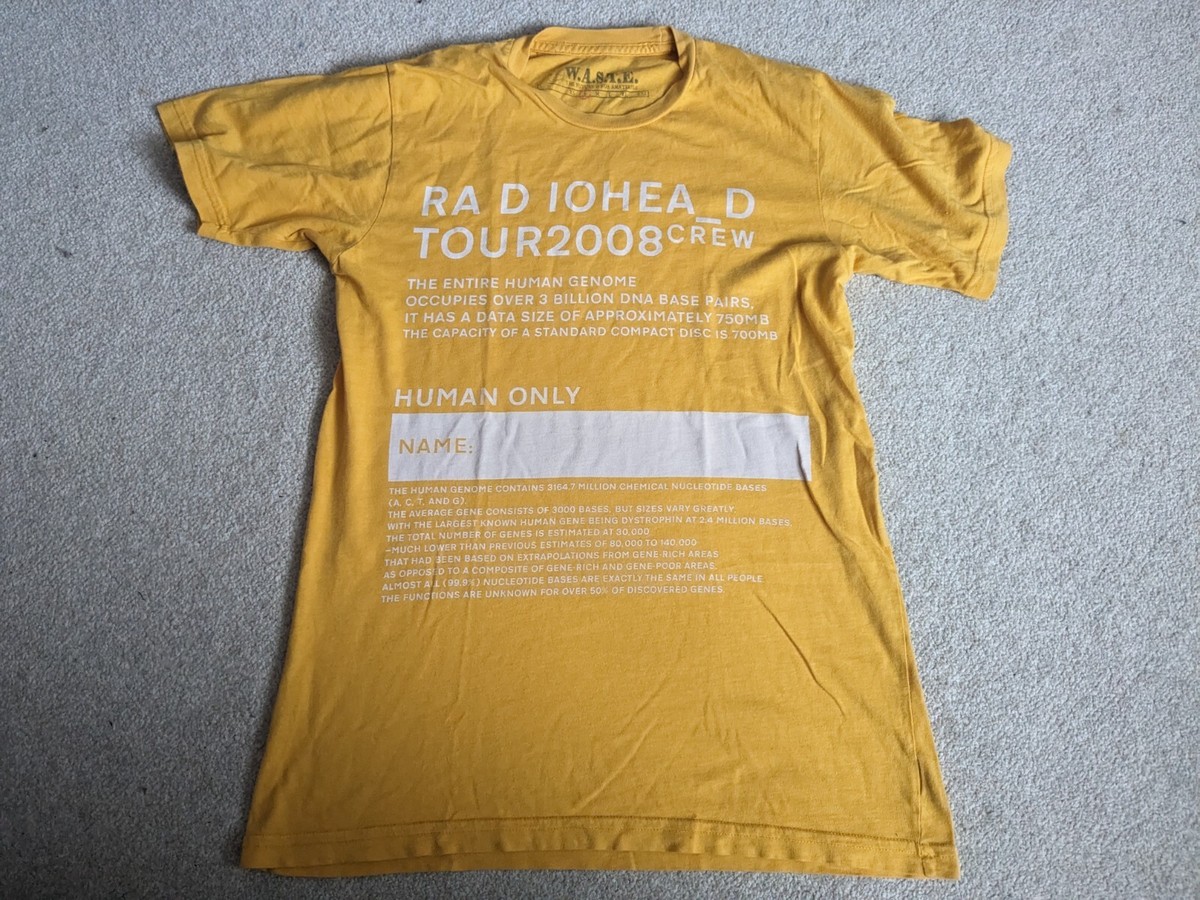 W.A.S.T.E.
RA D IOHEA_D
TOUR2008CREW
THE ENTIRE HUMAN GENOME
OCCUPIES OVER 3 BILLION DNA BASE PAIRS,
IT HAS A DATA SIZE OF APPROXIMATELY 750MB
THE CAPACITY OF A STANDARD COMPACT DISC IS 700MB
HUMAN ONLY
NAME:
THE HUMAN GENOME CONTAINS 3164.7 MILLION CHEMICAL NUCLEOTIDE BASES
(A, C, T, AND G).
THE AVERAGE GENE CONSISTS OF 3000 BASES, BUT SIZES VARY GREATLY,
WITH THE LARGEST KNOWN HUMAN GENE BEING DYSTROPHIN AT 2.4 MILLION BASES,
THE TOTAL NUMBER OF GENES IS ESTIMATED AT 30,000
–MUCH LOWER THAN PREVIOUS ESTIMATES OF 80,000 TO 140,000
THAT HAD BEEN BASED ON EXTRAPOLATIONS FROM GENE-RICH AREAS
AS OPPOSED TO A COMPOSITE OF GENE-RICH AND GENE-POOR AREAS.
ALMOST ALL (99.9%) NUCLEOTIDE BASES ARE EXACTLY THE SAME IN ALL PEOPLE
THE FUNCTIONS ARE UNKNOWN FOR OVER 50% OF DISCOVERED GENES.